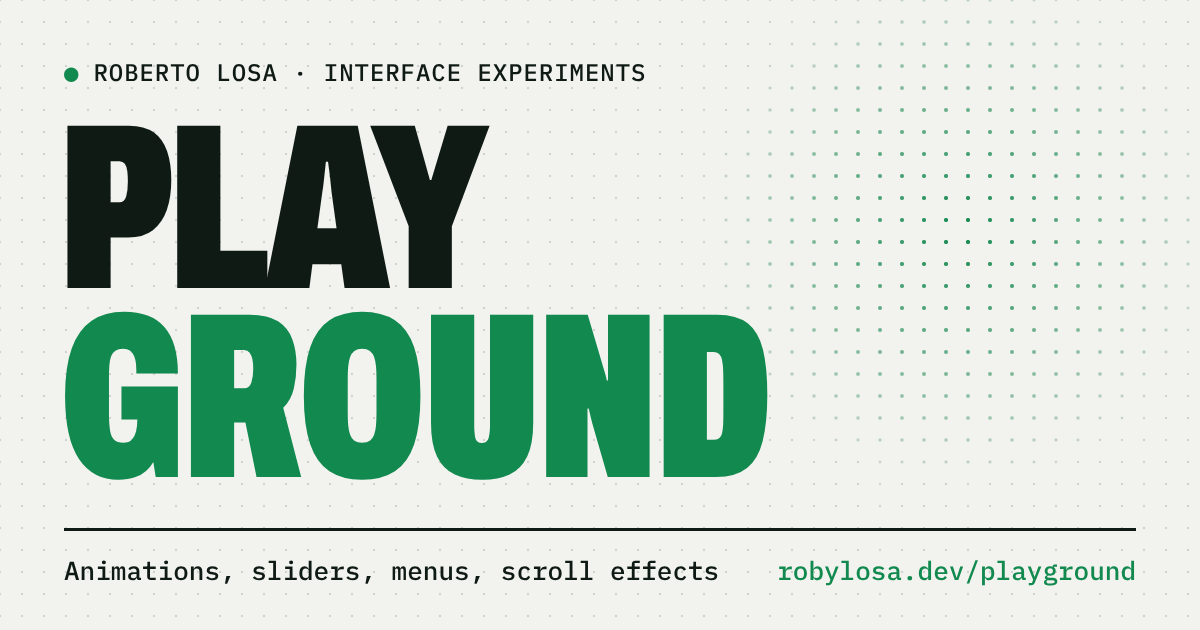 ROBERTO LOSA · INTERFACE EXPERIMENTS
PLAY
GROUND
Animations, sliders, menus, scroll effects
robylosa.dev/playground